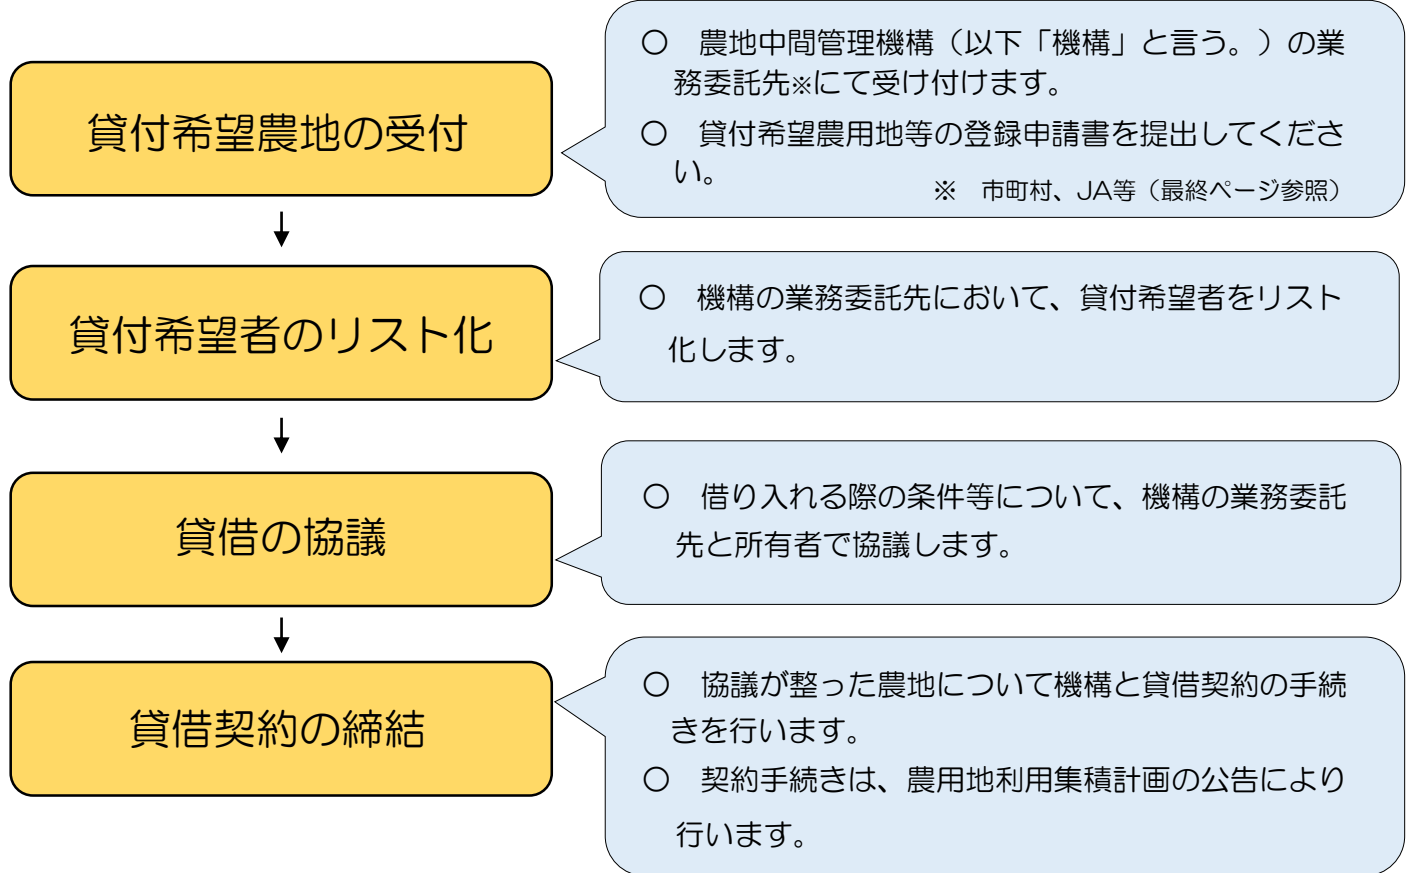 貸付希望農地の受付
○　農地中間管理機構（以下「機構」と言う。）の業
務委託先※にて受け付けます。
○　貸付希望農用地等の登録申請書を提出してくださ
い。
※　市町村、JA等（最終ページ参照）
貸付希望者のリスト化
○　機構の業務委託先において、貸付希望者をリスト
化します。
貸借の協議
○　借り入れる際の条件等について、機構の業務委託
先と所有者で協議します。
貸借契約の締結
○　協議が整った農地について機構と貸借契約の手続
きを行います。
○　契約手続きは、農用地利用集積計画の公告により
行います。